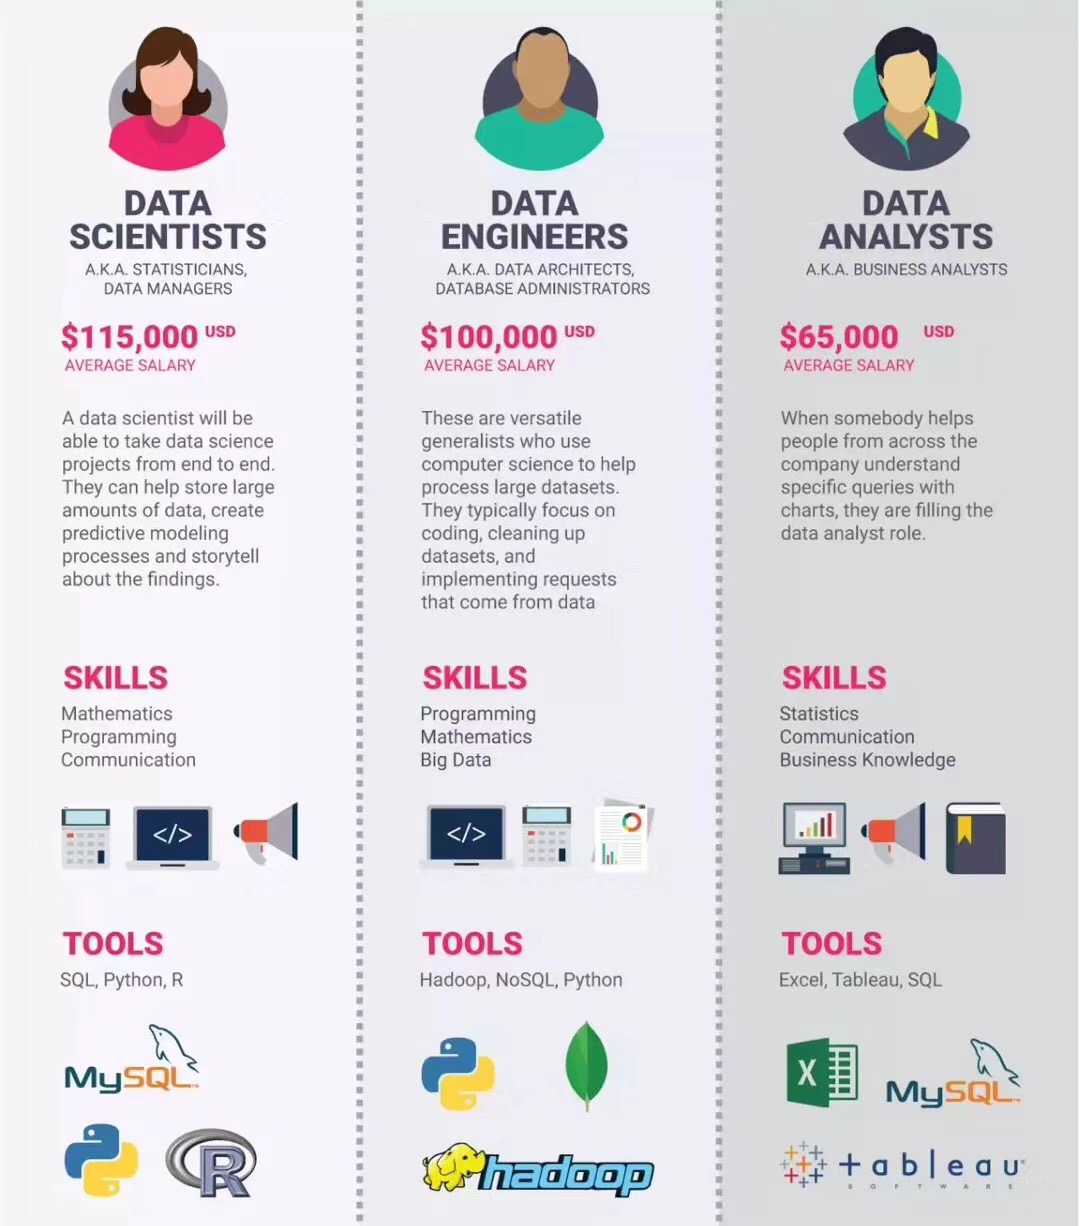 DATA
SCIENTISTS
A.K.A. STATISTICIANS,
DATA MANAGERS
$115,000 USD
AVERAGE SALARY
A data scientist will be
able to take data science
projects from end to end.
They can help store large
amounts of data, create
predictive modeling
processes and storytell
about the findings.
SKILLS
Mathematics
Programming
Communication
</>
TOOLS
SQL, Python, R
MySQL
R
DATA
ENGINEERS
A.K.A. DATA ARCHITECTS,
DATABASE ADMINISTRATORS
$100,000 USD
AVERAGE SALARY
These are versatile
generalists who use
computer science to help
process large datasets.
They typically focus on
coding, cleaning up
datasets, and
implementing requests
that come from data
SKILLS
Programming
Mathematics
Big Data
</>
TOOLS
Hadoop, NoSQL, Python
hadoop
DATA
ANALYSTS
A.K.A. BUSINESS ANALYSTS
$65,000 USD
AVERAGE SALARY
When somebody helps
people from across the
company understand
specific queries with
charts, they are filling the
data analyst role.
SKILLS
Statistics
Communication
Business Knowledge
TOOLS
Excel, Tableau, SQL
X
MySQL
+ableau
SOFTWARE